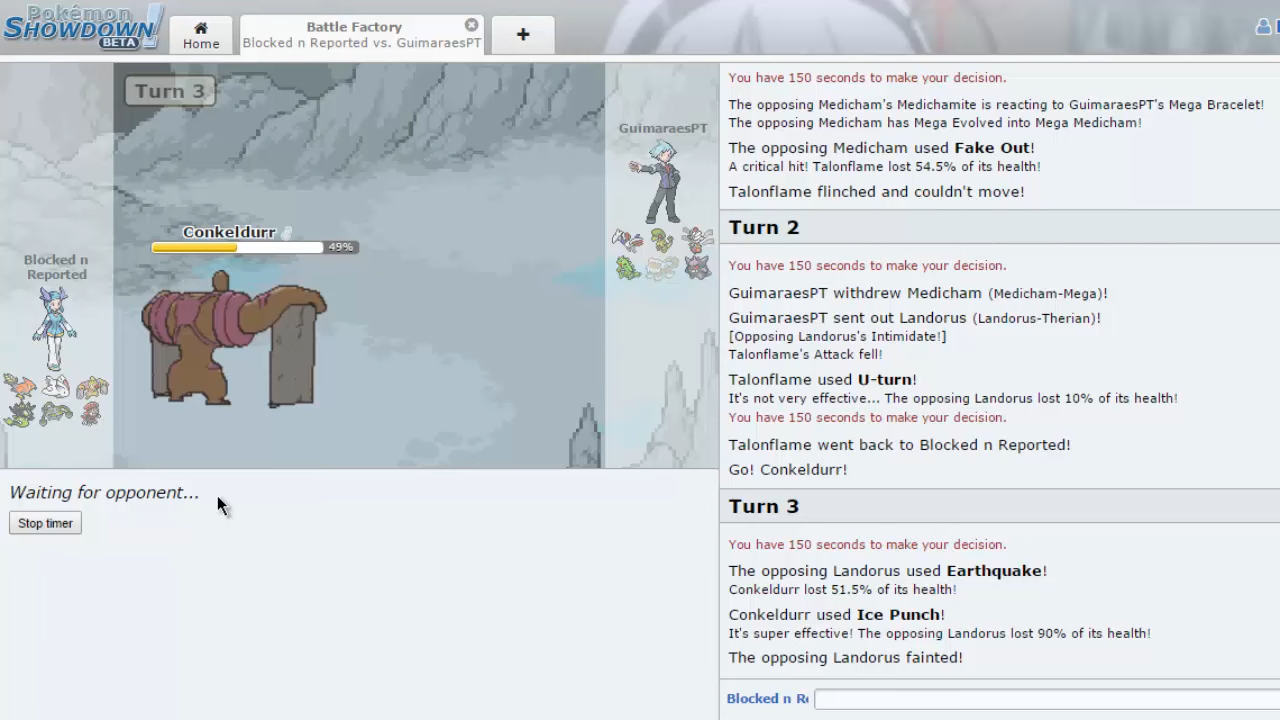 Pokémon
SHOWDOWN!
BETA
Home
Battle Factory
Blocked n Reported vs. GuimaraesPT
+
Turn 3
Conkeldurr
49%
Blocked n
Reported
GuimaraesPT
Waiting for opponent...
Stop timer
You have 150 seconds to make your decision.
The opposing Medicham's Medichamite is reacting to GuimaraesPT's Mega Bracelet!
The opposing Medicham has Mega Evolved into Mega Medicham!
The opposing Medicham used Fake Out!
A critical hit! Talonflame lost 54.5% of its health!
Talonflame flinched and couldn't move!
Turn 2
You have 150 seconds to make your decision.
GuimaraesPT withdrew Medicham (Medicham-Mega)!
GuimaraesPT sent out Landorus (Landorus-Therian)!
[Opposing Landorus's Intimidate!]
Talonflame's Attack fell!
Talonflame used U-turn!
It's not very effective... The opposing Landorus lost 10% of its health!
You have 150 seconds to make your decision.
Talonflame went back to Blocked n Reported!
Go! Conkeldurr!
Turn 3
You have 150 seconds to make your decision.
The opposing Landorus used Earthquake!
Conkeldurr lost 51.5% of its health!
Conkeldurr used Ice Punch!
It's super effective! The opposing Landorus lost 90% of its health!
The opposing Landorus fainted!
Blocked n Re